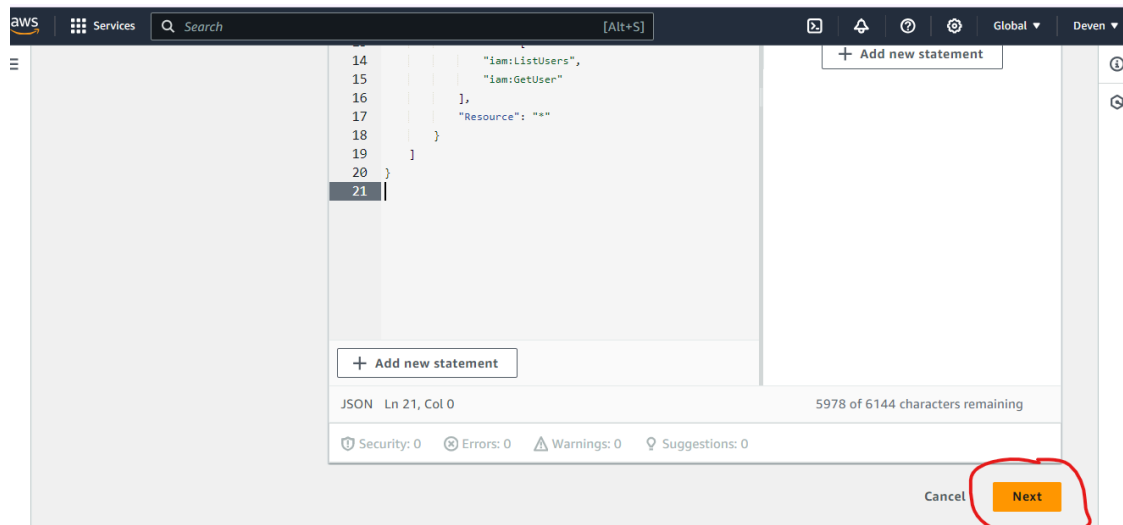 aws Services Search [Alt+S] Global ▼ Deven ▼
[
14 "iam:ListUsers",
15 "iam:GetUser"
16 ],
17 "Resource": "*"
18 }
19 ]
20 }
21
+ Add new statement
+ Add new statement
JSON Ln 21, Col 0 5978 of 6144 characters remaining
Security: 0 Errors: 0 Warnings: 0 Suggestions: 0
Cancel Next